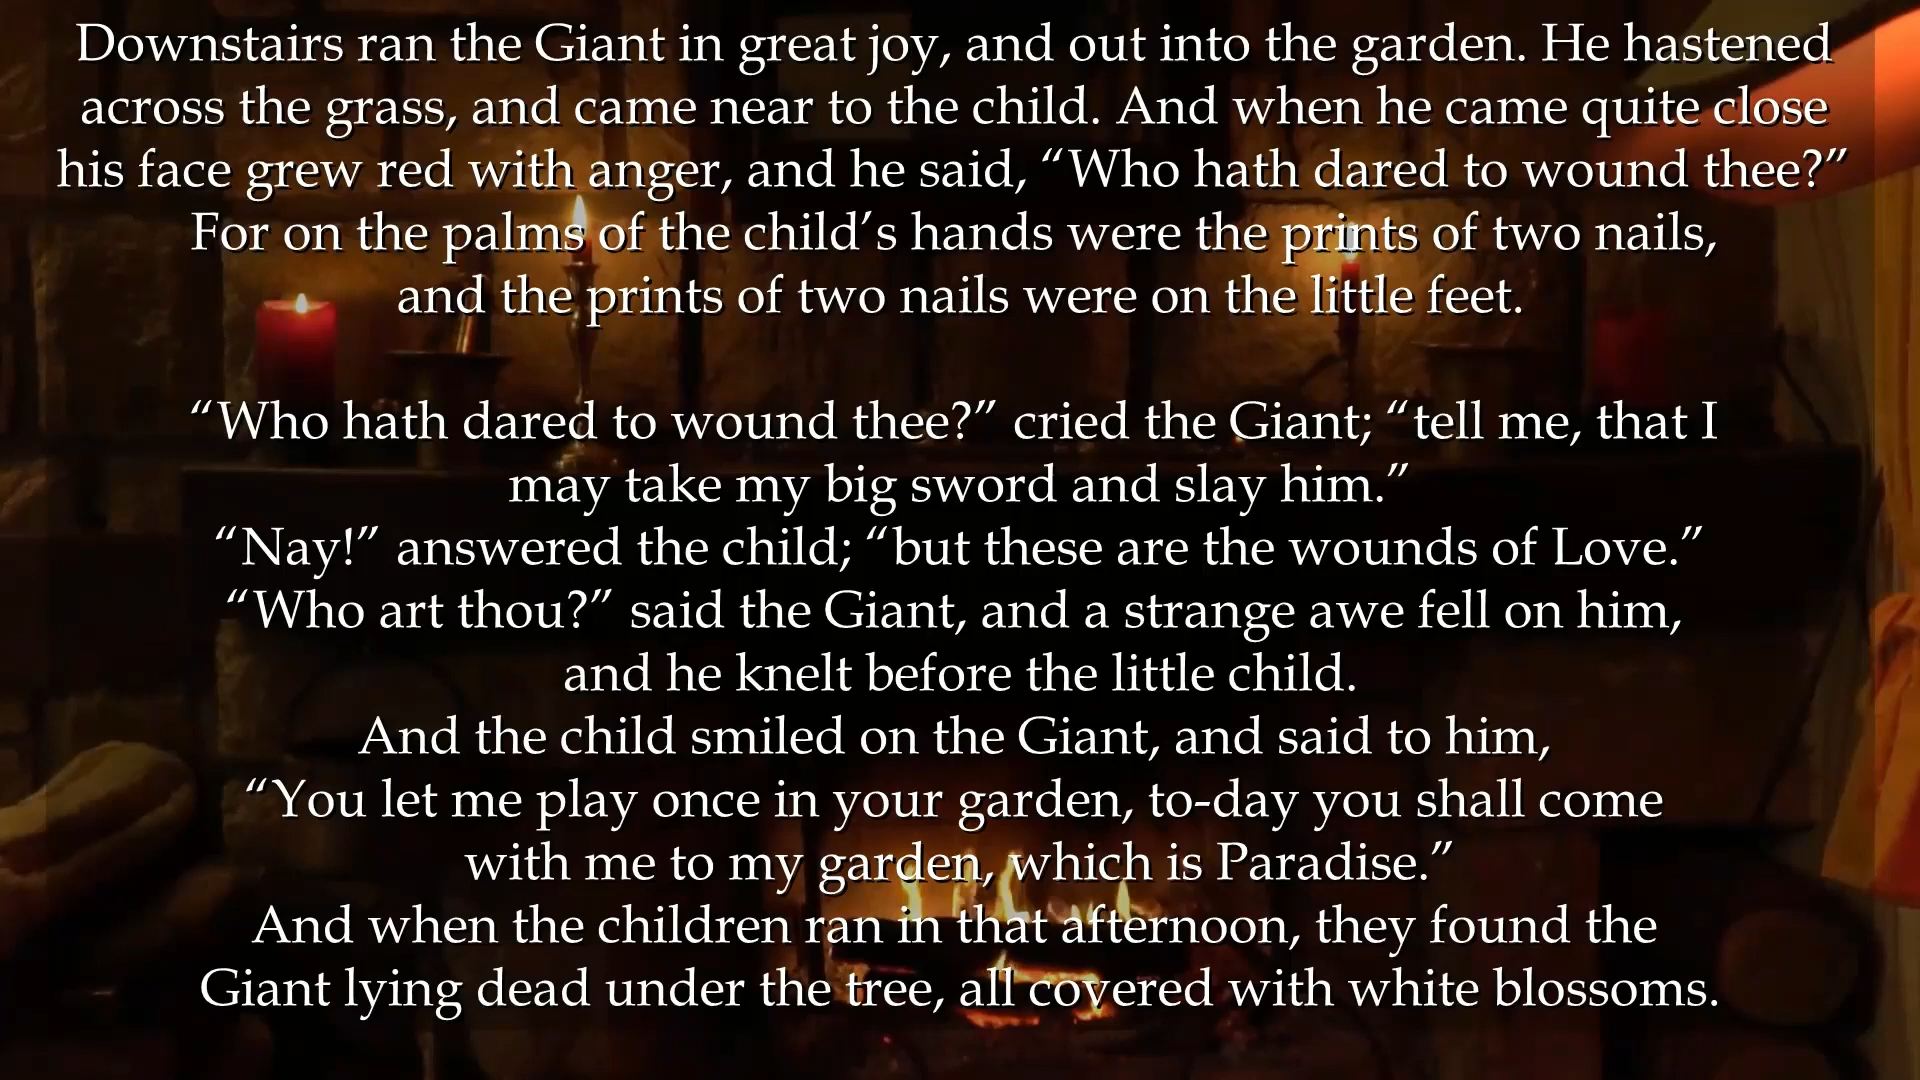 Downstairs ran the Giant in great joy, and out into the garden. He hastened
across the grass, and came near to the child. And when he came quite close
his face grew red with anger, and he said, “Who hath dared to wound thee?”
For on the palms of the child’s hands were the prints of two nails,
and the prints of two nails were on the little feet.
“Who hath dared to wound thee?” cried the Giant; “tell me, that I
may take my big sword and slay him.”
“Nay!” answered the child; “but these are the wounds of Love.”
“Who art thou?” said the Giant, and a strange awe fell on him,
and he knelt before the little child.
And the child smiled on the Giant, and said to him,
“You let me play once in your garden, to-day you shall come
with me to my garden, which is Paradise.”
And when the children ran in that afternoon, they found the
Giant lying dead under the tree, all covered with white blossoms.